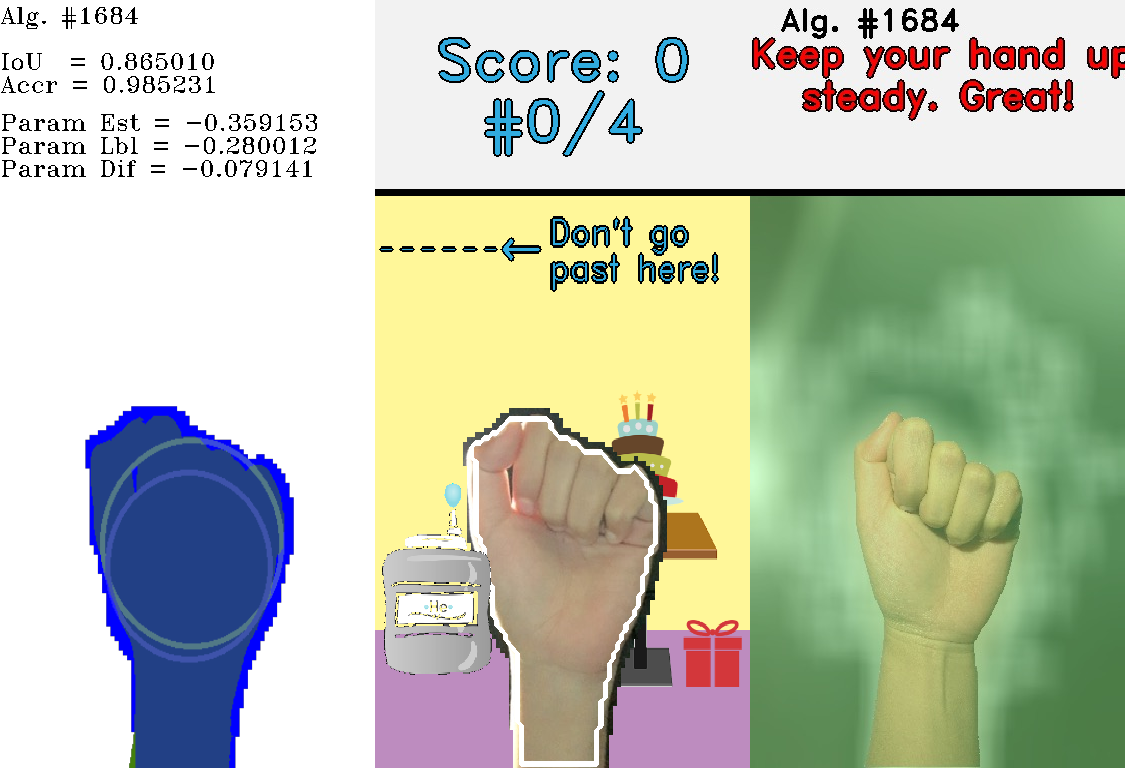 Alg. #1684
IoU = 0.865010
Accr = 0.985231
Param Est = −0.359153
Param Lbl = −0.280012
Param Dif = −0.079141
Score: 0
#0/4
Don't go
past here!
Alg. #1684
Keep your hand up
steady. Great!